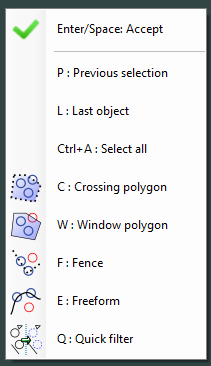 Enter/Space: Accept
P : Previous selection
L : Last object
Ctrl+A : Select all
C : Crossing polygon
W : Window polygon
F : Fence
E : Freeform
Q : Quick filter